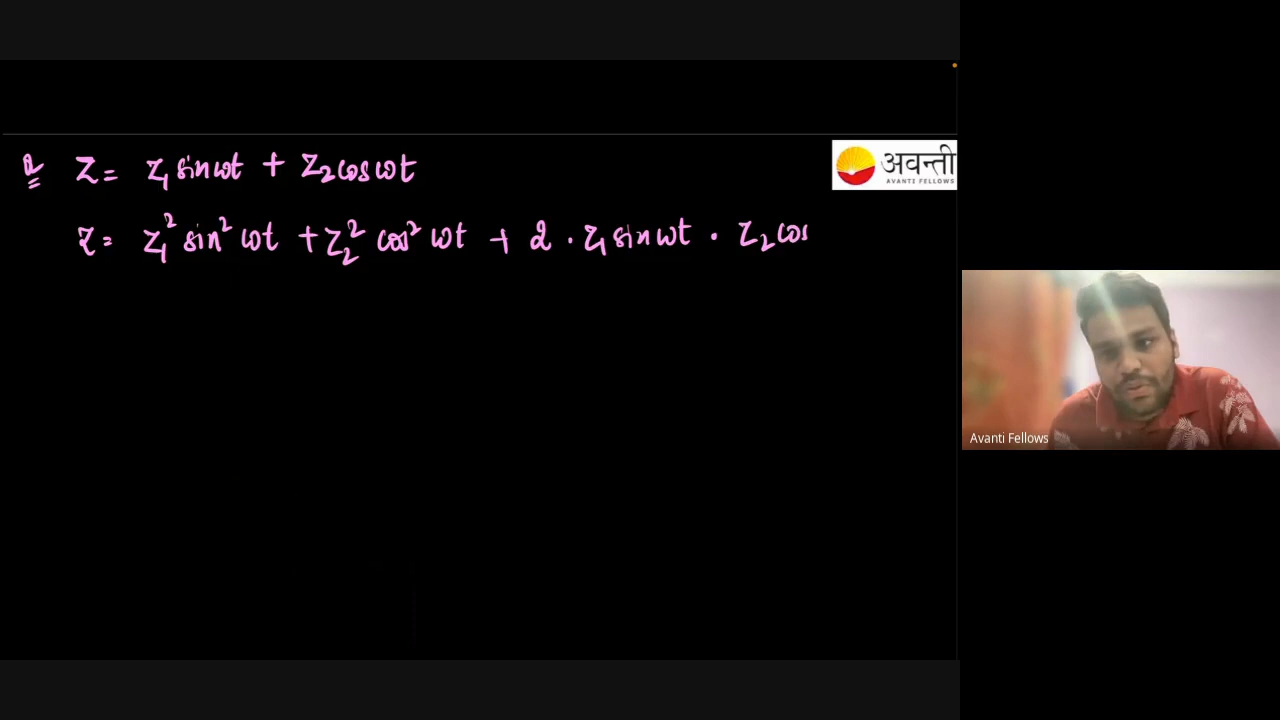 Q Z = Z₁ sin ωt + Z₂ cos ωt
Z = Z₁² sin² ωt + Z₂² cos² ωt + 2 · Z₁ sin ωt · Z₂ cos
अवन्ती
AVANTI FELLOWS
Avanti Fellows